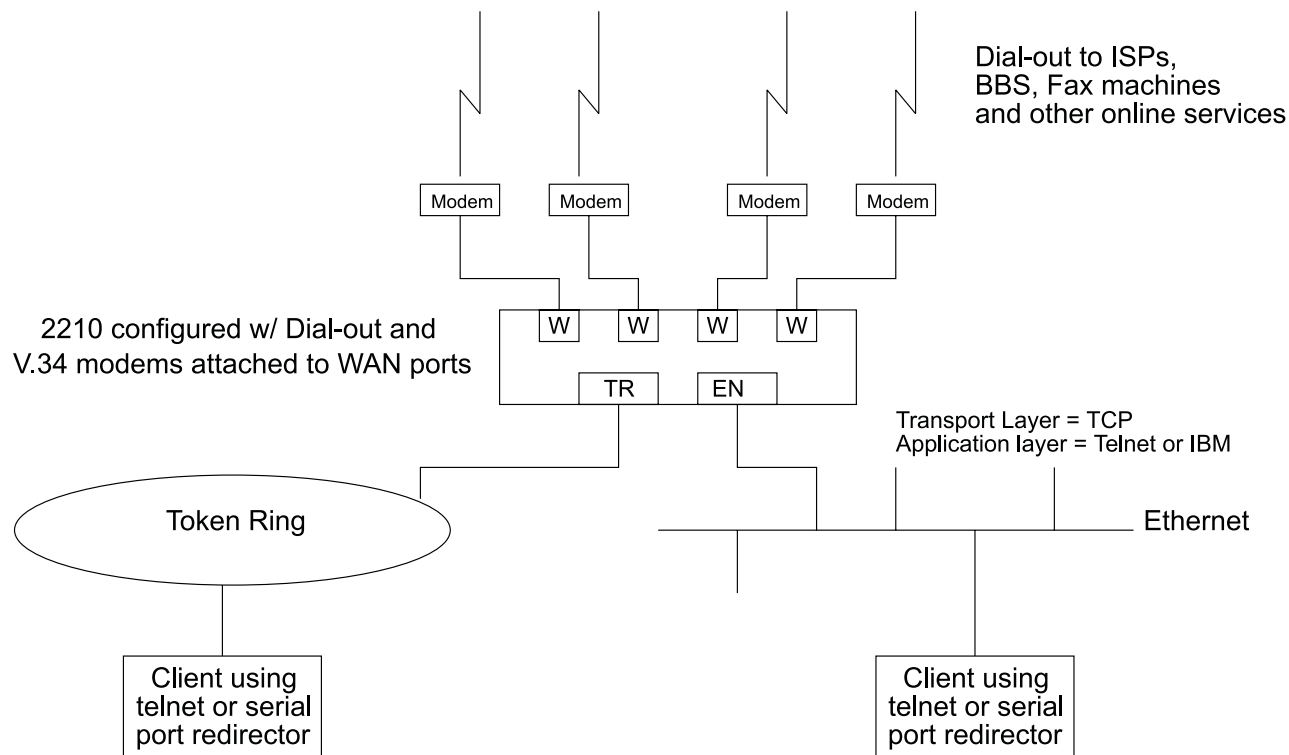 Dial-out to ISPs,
BBS, Fax machines
and other online services
Modem
Modem
Modem
Modem
2210 configured w/ Dial-out and
V.34 modems attached to WAN ports
W
W
W
W
TR
EN
Transport Layer = TCP
Application layer = Telnet or IBM
Token Ring
Ethernet
Client using
telnet or serial
port redirector
Client using
telnet or serial
port redirector